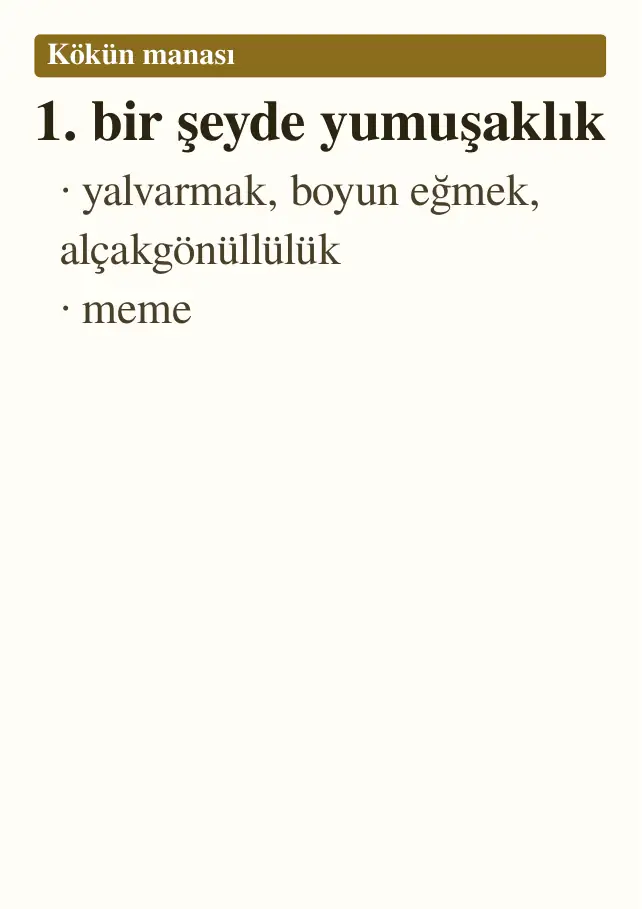 Kökün manası
1. bir şeyde yumuşaklık
· yalvarmak, boyun eğmek,
alçakgönüllülük
· meme